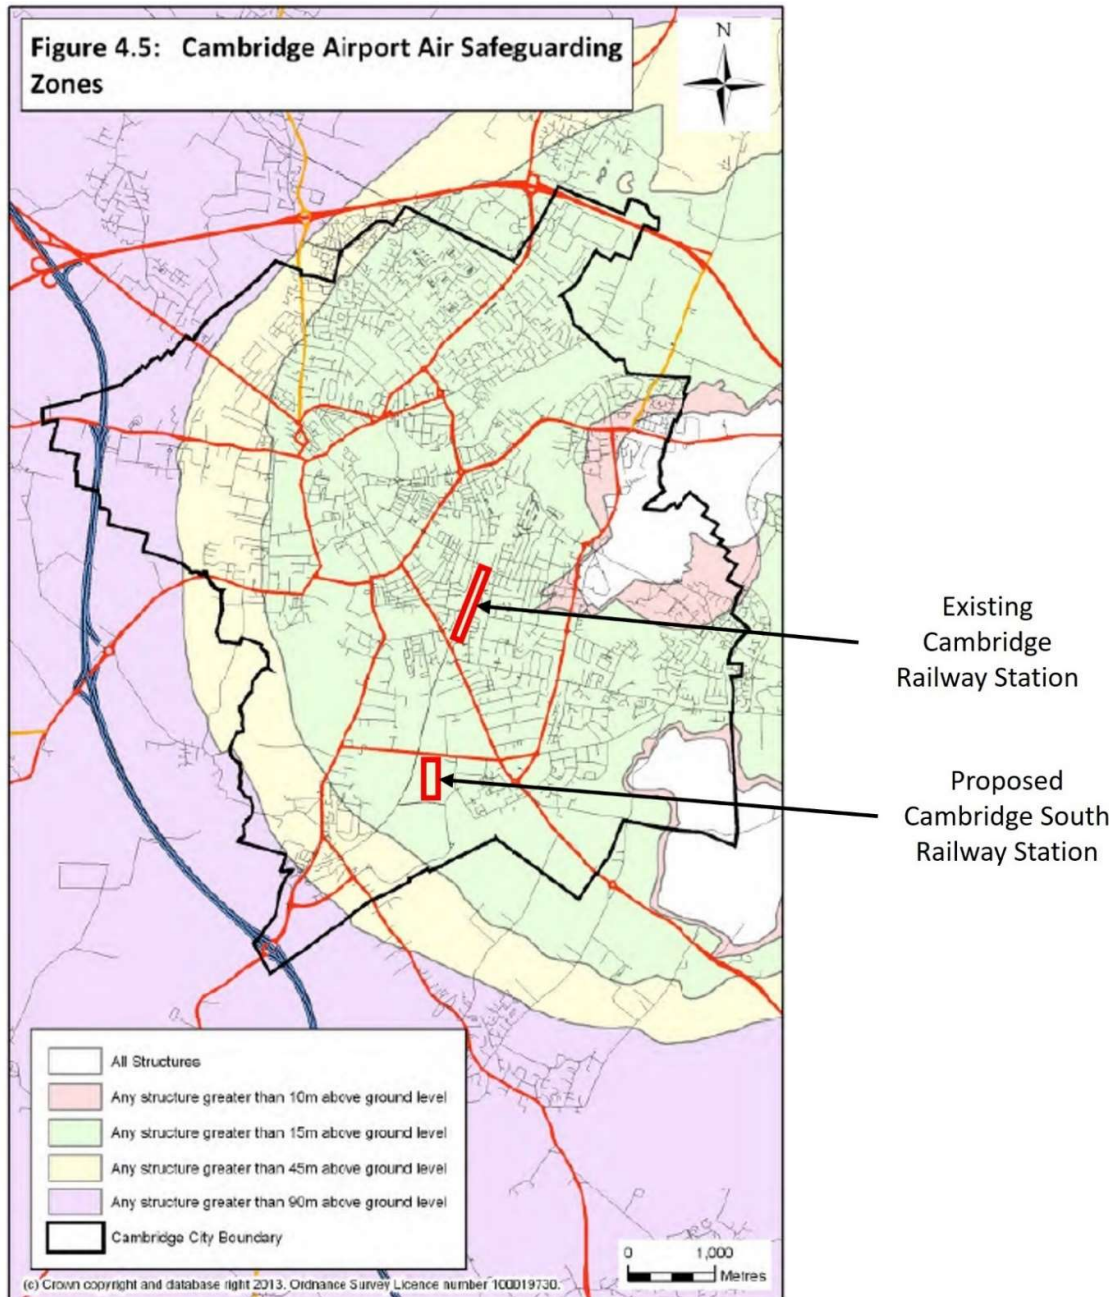 Figure 4.5: Cambridge Airport Air Safeguarding
Zones
N
Existing
Cambridge
Railway Station
Proposed
Cambridge South
Railway Station
All Structures
Any structure greater than 10m above ground level
Any structure greater than 15m above ground level
Any structure greater than 45m above ground level
Any structure greater than 90m above ground level
Cambridge City Boundary
0 1,000
Metres
(c) Crown copyright and database right 2013. Ordnance Survey Licence number 100019730.